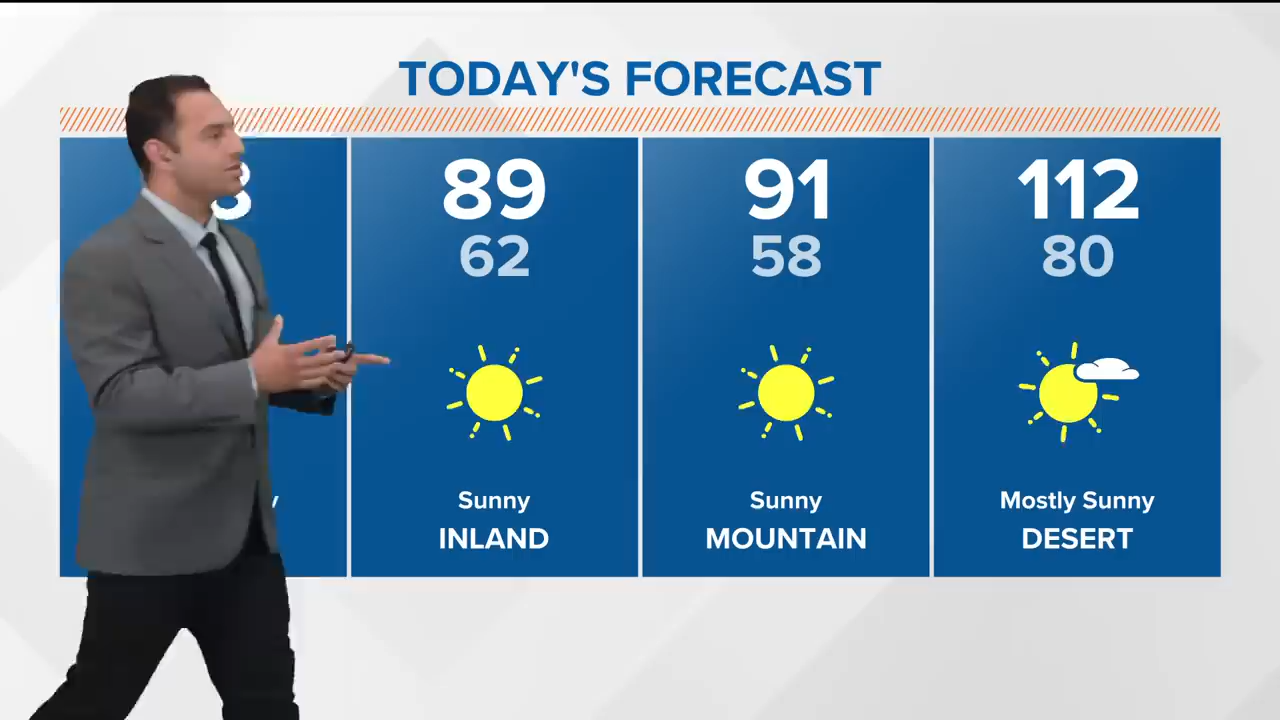 TODAY'S FORECAST
89
62
Sunny
INLAND
91
58
Sunny
MOUNTAIN
112
80
Mostly Sunny
DESERT